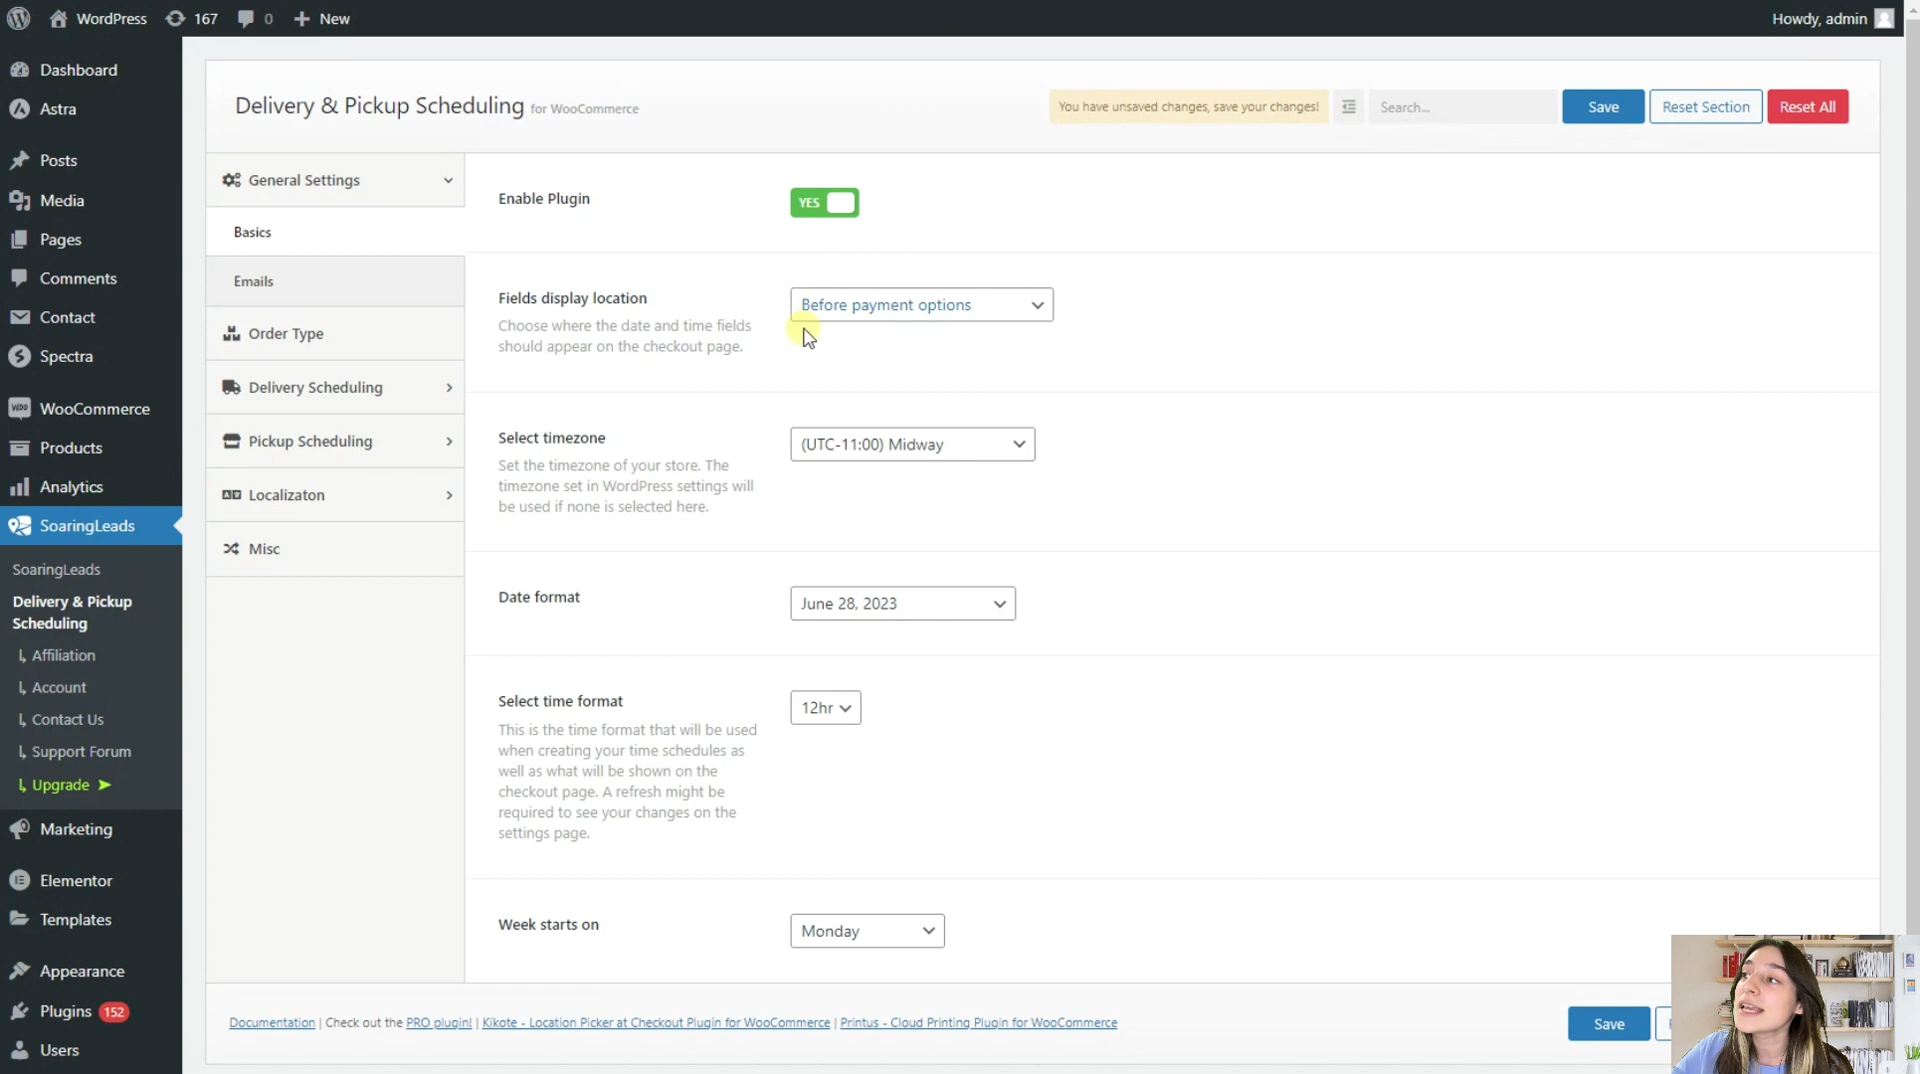 WordPress
167
0
New
Howdy, admin
Dashboard
Astra
Posts
Media
Pages
Comments
Contact
Spectra
WooCommerce
Products
Analytics
SoaringLeads
SoaringLeads
Delivery & Pickup
Scheduling
Affiliation
Account
Contact Us
Support Forum
Upgrade ➤
Marketing
Elementor
Templates
Appearance
Plugins 152
Users
Delivery & Pickup Scheduling for WooCommerce
You have unsaved changes, save your changes!
Search...
Save
Reset Section
Reset All
General Settings
Basics
Emails
Order Type
Delivery Scheduling
Pickup Scheduling
Localizaton
Misc
Enable Plugin
YES
Fields display location
Choose where the date and time fields
should appear on the checkout page.
Before payment options
Select timezone
Set the timezone of your store. The
timezone set in WordPress settings will
be used if none is selected here.
(UTC-11:00) Midway
Date format
June 28, 2023
Select time format
This is the time format that will be used
when creating your time schedules as
well as what will be shown on the
checkout page. A refresh might be
required to see your changes on the
settings page.
12hr
Week starts on
Monday
Documentation | Check out the PRO plugin! | Kikote - Location Picker at Checkout Plugin for WooCommerce | Printus - Cloud Printing Plugin for WooCommerce
Save